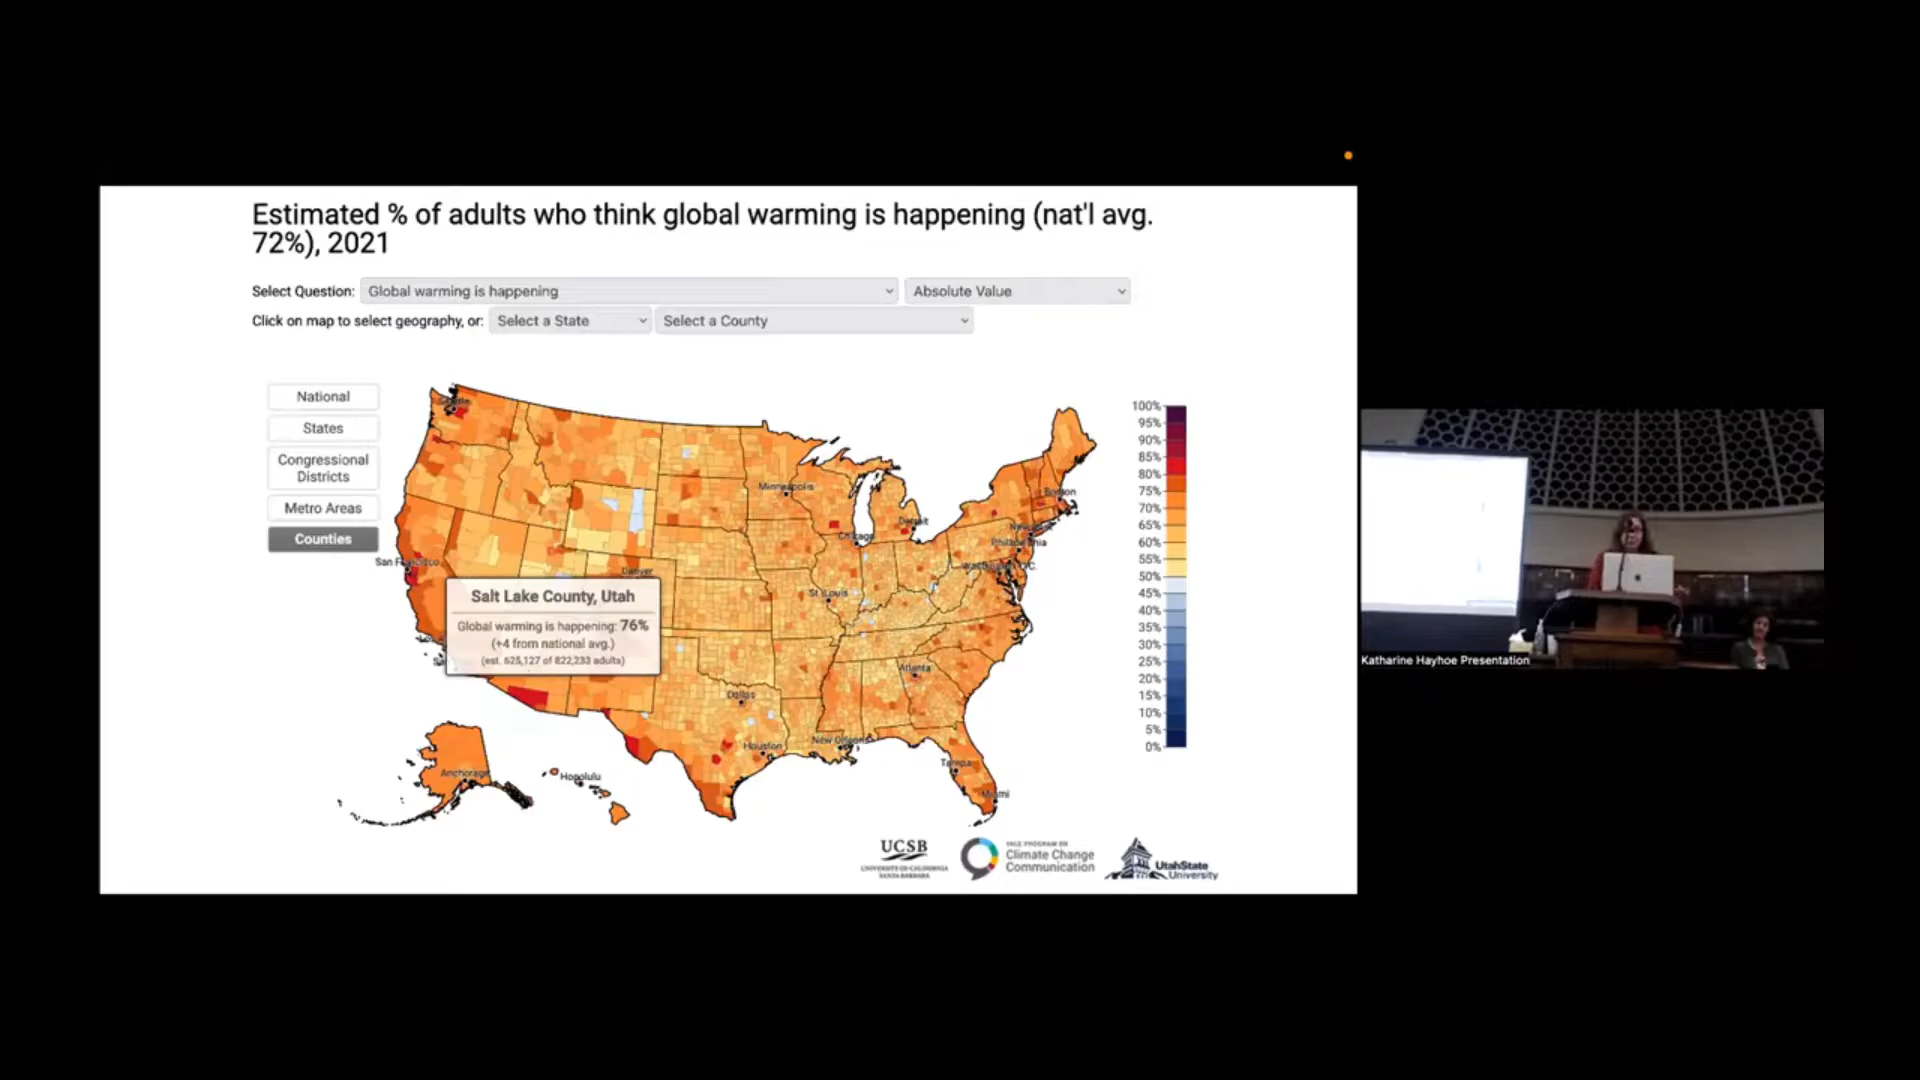 Estimated % of adults who think global warming is happening (nat'l avg.
72%), 2021
Select Question: Global warming is happening Absolute Value
Click on map to select geography, or: Select a State Select a County
National
States
Congressional
Districts
Metro Areas
Counties
Seattle
Minneapolis
Boston
Detroit
Chicago
Philadelphia
San Francisco
Denver
St Louis
Atlanta
Dallas
Houston
New Orleans
Tampa
Miami
Anchorage
Honolulu
Salt Lake County, Utah
Global warming is happening: 76%
(+4 from national avg.)
(est. 625,127 of 822,233 adults)
100%
95%
90%
85%
80%
75%
70%
65%
60%
55%
50%
45%
40%
35%
30%
25%
20%
15%
10%
5%
0%
UCSB
UNIVERSITY OF CALIFORNIA
SANTA BARBARA
YALE PROGRAM ON
Climate Change
Communication
UtahState
University
Katharine Hayhoe Presentation